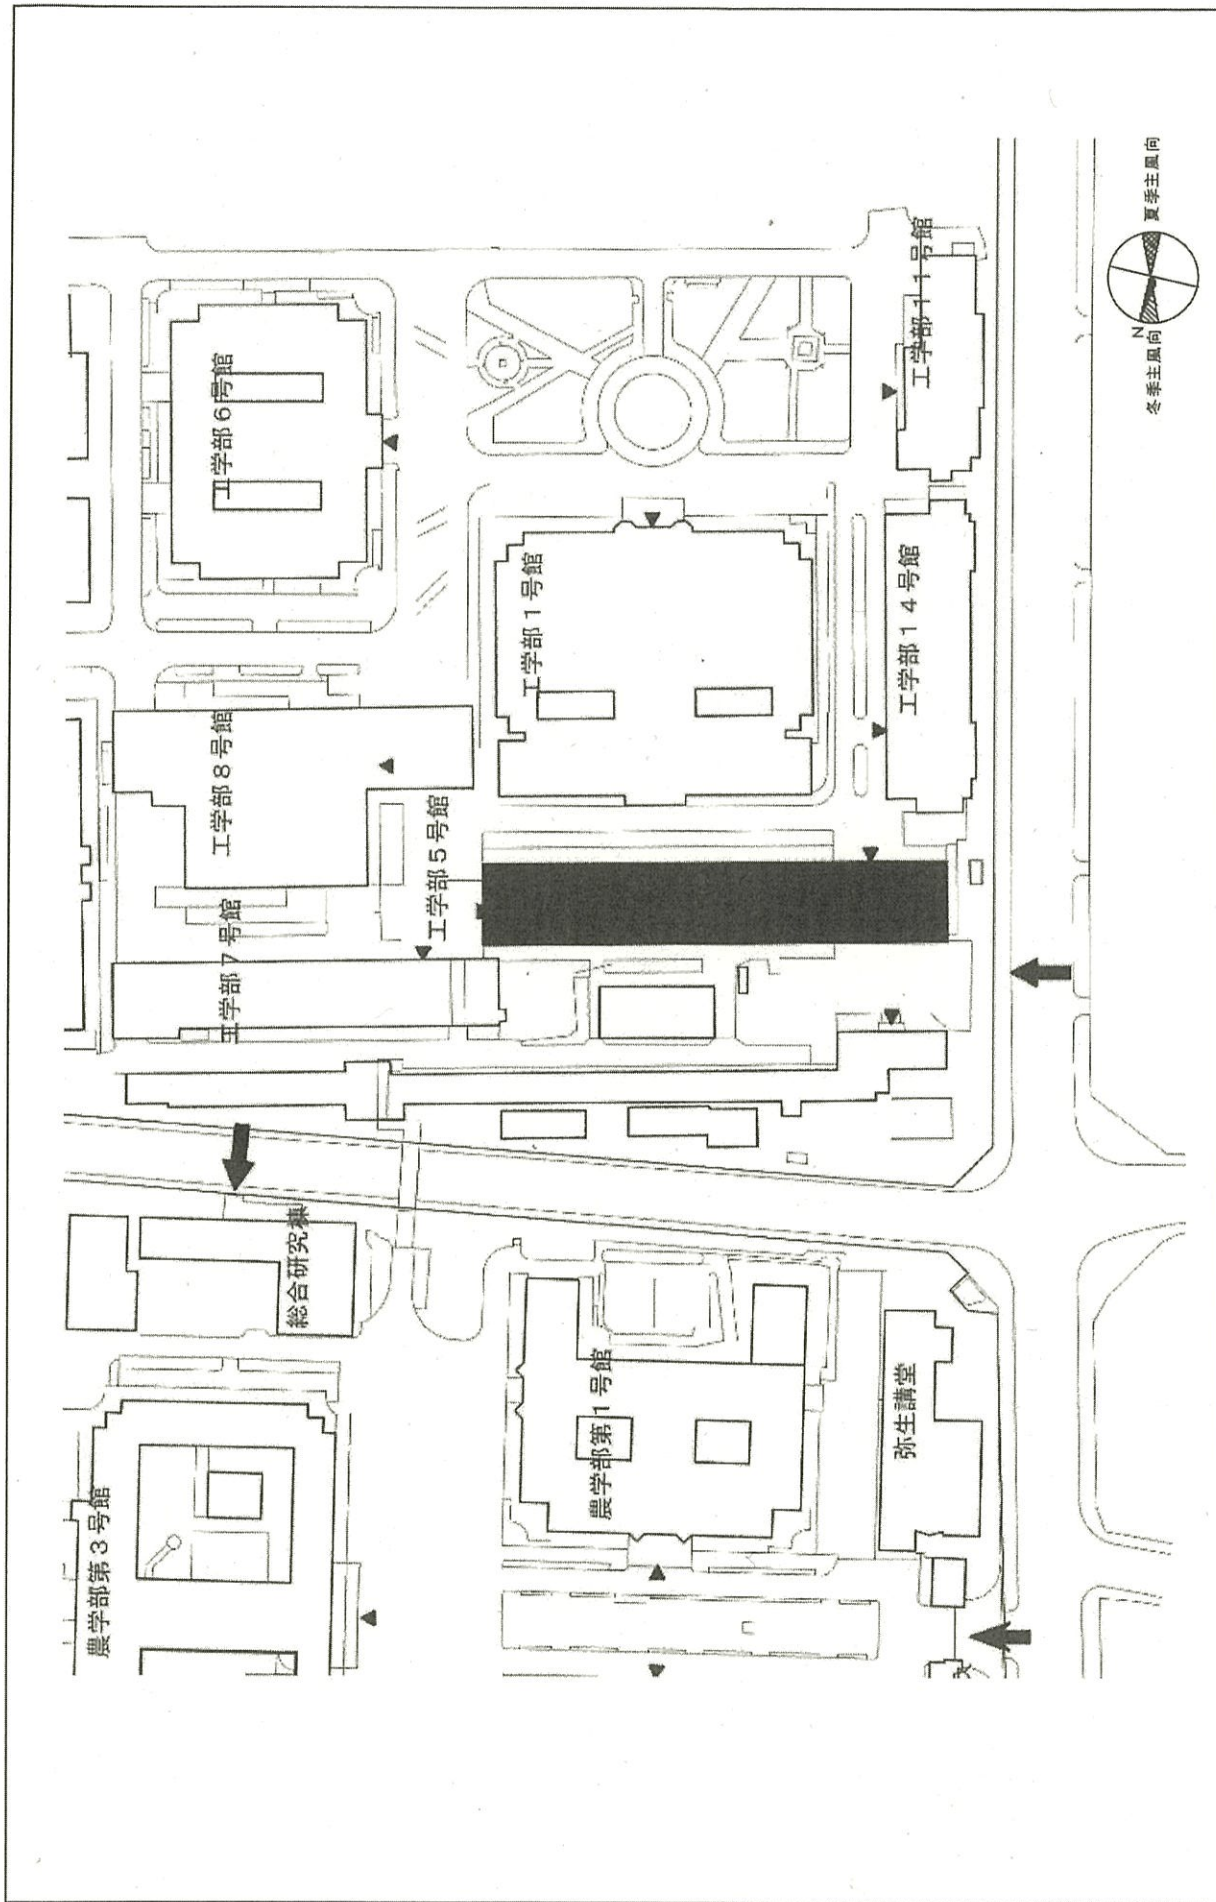 農学部第3号館
総合研究棟
工学部7号館
工学部8号館
工学部6号館
工学部5号館
農学部第1号館
工学部1号館
弥生講堂
工学部14号館
工学部11号館
冬季主風向
N
夏季主風向